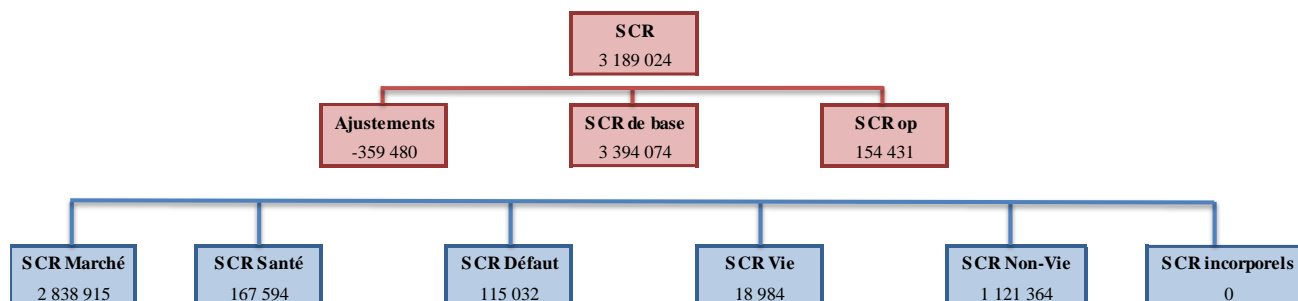 SCR
3 189 024
Ajustements
-359 480
SCR de base
3 394 074
SCR op
154 431
SCR Marché
2 838 915
SCR Santé
167 594
SCR Défaut
115 032
SCR Vie
18 984
SCR Non-Vie
1 121 364
SCR incorporels
0